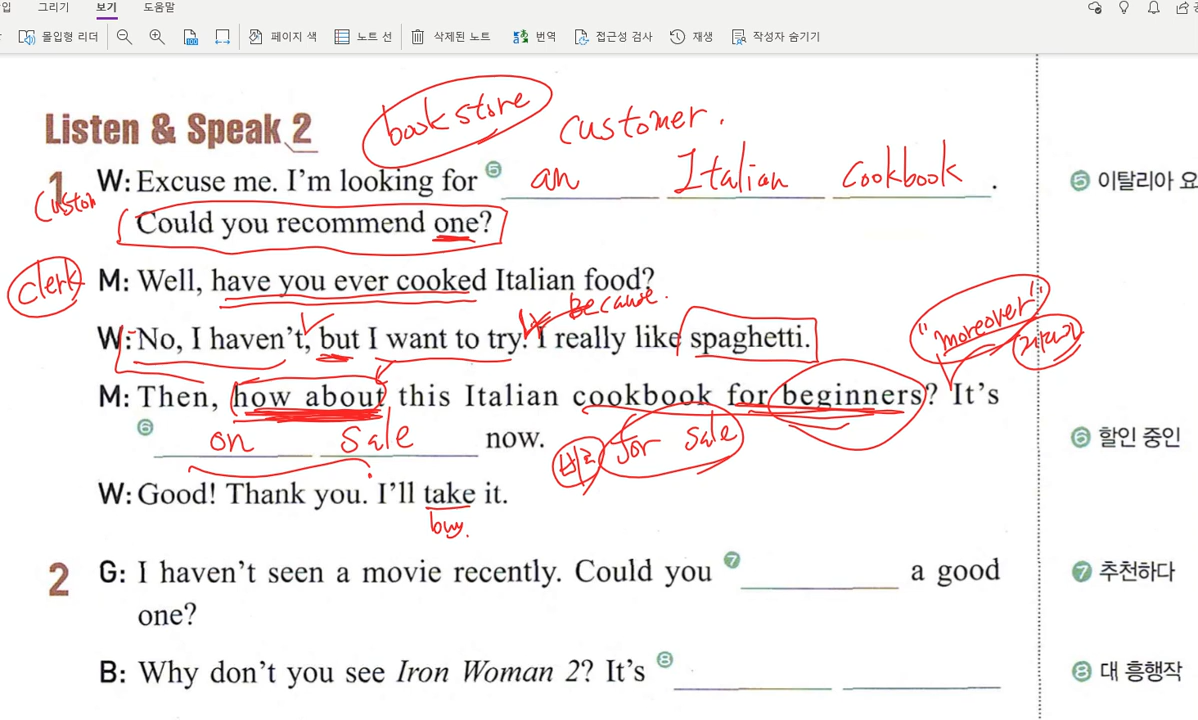 입 그리기 보기 도움말
몰입형 리더 페이지 색 노트 선 삭제된 노트 번역 접근성 검사 재생 작성자 숨기기
Listen & Speak 2 bookstore customer.
1 W: Excuse me. I'm looking for ⑤ an Italian cookbook . ⑤ 이탈리아 요
Could you recommend one?
clerk M: Well, have you ever cooked Italian food?
because.
W: No, I haven't, but I want to try. I really like spaghetti. "moreover"
M: Then, how about this Italian cookbook for beginners? It's
⑥ on sale now. 비교 for sale ⑥ 할인 중인
W: Good! Thank you. I'll take it.
buy.
2 G: I haven't seen a movie recently. Could you ⑦ a good ⑦ 추천하다
one?
B: Why don't you see Iron Woman 2? It's ⑧ ⑧ 대 흥행작